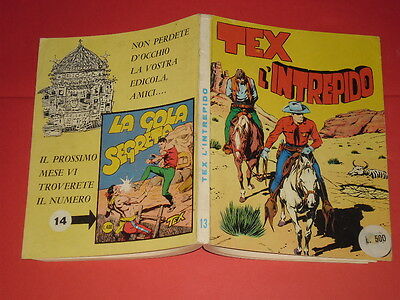 NON PERDETE
D'OCCHIO
LA VOSTRA
EDICOLA,
AMICI....
LA GOLA
SEGRETA
TEX
IL PROSSIMO
MESE VI
TROVERETE
IL NUMERO
14
TEX L'INTREPIDO
13
TEX
L'INTREPIDO
L. 500